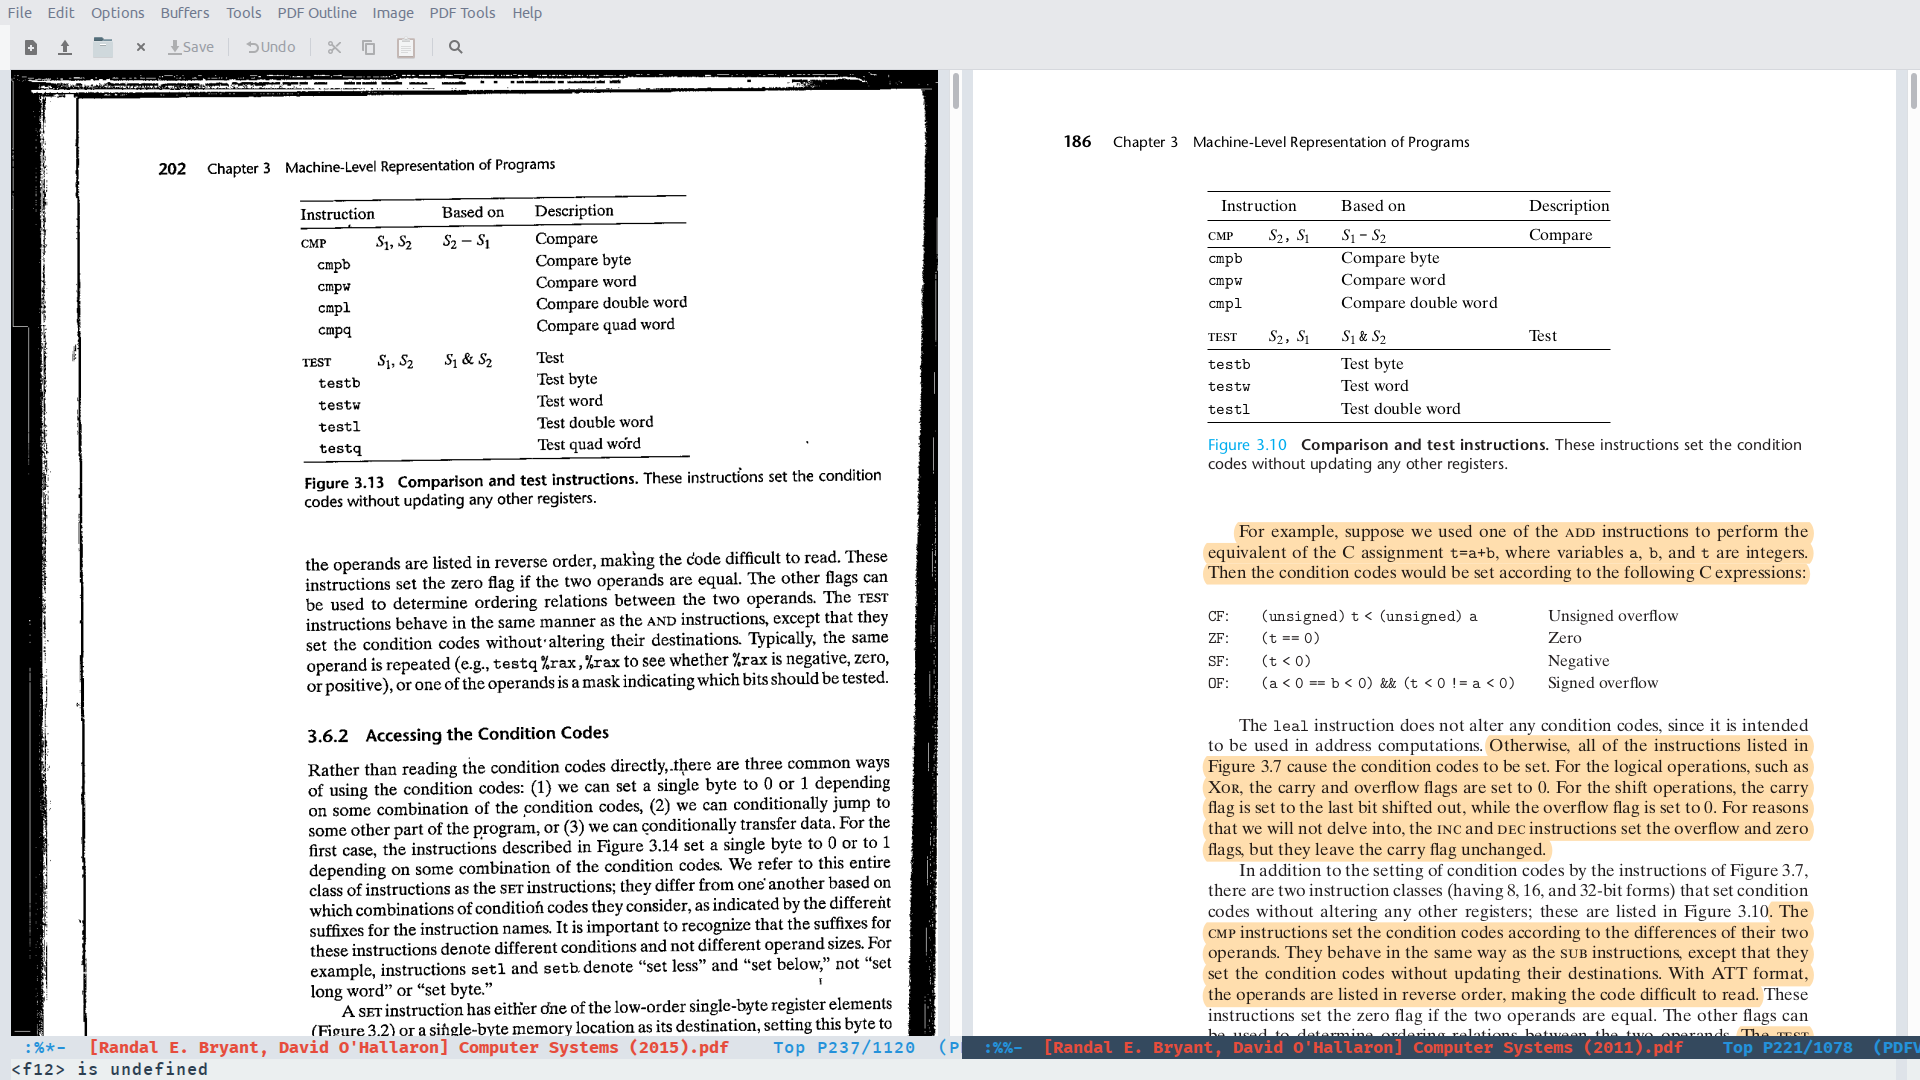 File Edit Options Buffers Tools PDF Outline Image PDF Tools Help
Save Undo
202 Chapter 3 Machine-Level Representation of Programs
Instruction Based on Description
CMP S1, S2 S2 − S1 Compare
cmpb Compare byte
cmpw Compare word
cmpl Compare double word
cmpq Compare quad word
TEST S1, S2 S1 & S2 Test
testb Test byte
testw Test word
testl Test double word
testq Test quad word
Figure 3.13 Comparison and test instructions. These instructions set the condition
codes without updating any other registers.
the operands are listed in reverse order, making the code difficult to read. These
instructions set the zero flag if the two operands are equal. The other flags can
be used to determine ordering relations between the two operands. The TEST
instructions behave in the same manner as the AND instructions, except that they
set the condition codes without altering their destinations. Typically, the same
operand is repeated (e.g., testq %rax,%rax to see whether %rax is negative, zero,
or positive), or one of the operands is a mask indicating which bits should be tested.
3.6.2 Accessing the Condition Codes
Rather than reading the condition codes directly, there are three common ways
of using the condition codes: (1) we can set a single byte to 0 or 1 depending
on some combination of the condition codes, (2) we can conditionally jump to
some other part of the program, or (3) we can conditionally transfer data. For the
first case, the instructions described in Figure 3.14 set a single byte to 0 or to 1
depending on some combination of the condition codes. We refer to this entire
class of instructions as the SET instructions; they differ from one another based on
which combinations of condition codes they consider, as indicated by the different
suffixes for the instruction names. It is important to recognize that the suffixes for
these instructions denote different conditions and not different operand sizes. For
example, instructions setl and setb denote “set less” and “set below,” not “set
long word” or “set byte.”
A SET instruction has either one of the low-order single-byte register elements
(Figure 3.2) or a single-byte memory location as its destination, setting this byte to
:%*- [Randal E. Bryant, David O'Hallaron] Computer Systems (2015).pdf Top P237/1120 (P
186 Chapter 3 Machine-Level Representation of Programs
Instruction Based on Description
CMP S2, S1 S1 - S2 Compare
cmpb Compare byte
cmpw Compare word
cmpl Compare double word
TEST S2, S1 S1 & S2 Test
testb Test byte
testw Test word
testl Test double word
Figure 3.10 Comparison and test instructions. These instructions set the condition
codes without updating any other registers.
For example, suppose we used one of the ADD instructions to perform the
equivalent of the C assignment t=a+b, where variables a, b, and t are integers.
Then the condition codes would be set according to the following C expressions:
CF: (unsigned) t < (unsigned) a Unsigned overflow
ZF: (t == 0) Zero
SF: (t < 0) Negative
OF: (a < 0 == b < 0) && (t < 0 != a < 0) Signed overflow
The leal instruction does not alter any condition codes, since it is intended
to be used in address computations. Otherwise, all of the instructions listed in
Figure 3.7 cause the condition codes to be set. For the logical operations, such as
XOR, the carry and overflow flags are set to 0. For the shift operations, the carry
flag is set to the last bit shifted out, while the overflow flag is set to 0. For reasons
that we will not delve into, the INC and DEC instructions set the overflow and zero
flags, but they leave the carry flag unchanged.
In addition to the setting of condition codes by the instructions of Figure 3.7,
there are two instruction classes (having 8, 16, and 32-bit forms) that set condition
codes without altering any other registers; these are listed in Figure 3.10. The
CMP instructions set the condition codes according to the differences of their two
operands. They behave in the same way as the SUB instructions, except that they
set the condition codes without updating their destinations. With ATT format,
the operands are listed in reverse order, making the code difficult to read. These
instructions set the zero flag if the two operands are equal. The other flags can
be used to determine ordering relations between the two operands. The TEST
:%%- [Randal E. Bryant, David O'Hallaron] Computer Systems (2011).pdf Top P221/1078 (PDFV
<f12> is undefined